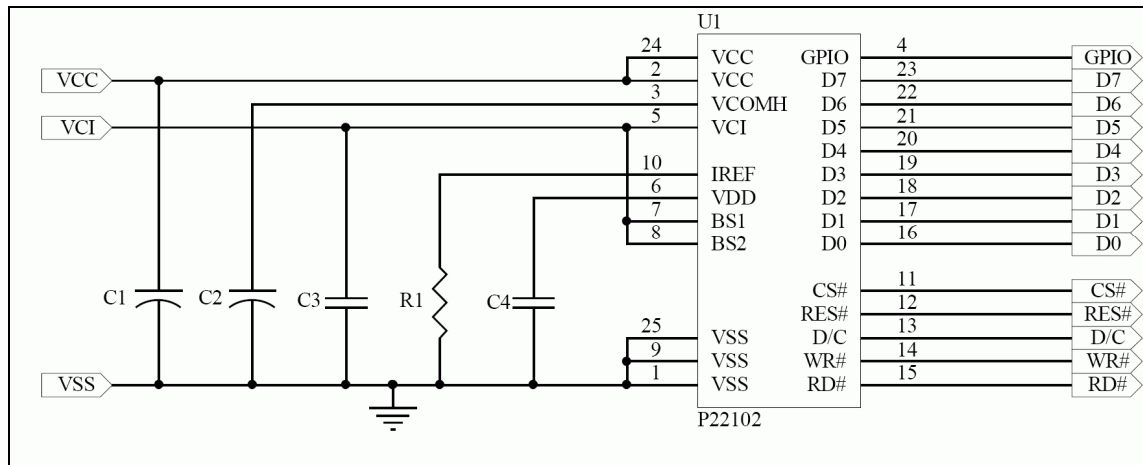 U1
24 VCC GPIO 4 GPIO
VCC 2 VCC D7 23 D7
3 VCOMH D6 22 D6
VCI 5 VCI D5 21 D5
D4 20 D4
10 IREF D3 19 D3
6 VDD D2 18 D2
7 BS1 D1 17 D1
8 BS2 D0 16 D0
C1 C2 C3 R1 C4
CS# 11 CS#
RES# 12 RES#
25 VSS D/C 13 D/C
9 VSS WR# 14 WR#
VSS 1 VSS RD# 15 RD#
P22102